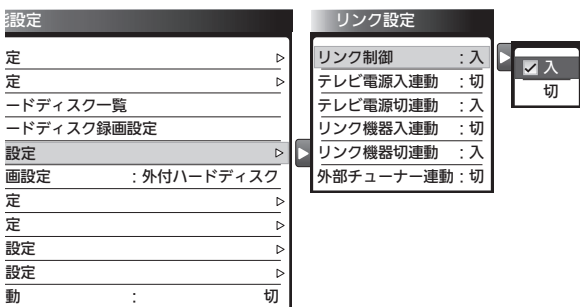 設定
定
定
ードディスク一覧
ードディスク録画設定
設定
画設定 : 外付ハードディスク
定
定
設定
設定
動 : 切
リンク設定
リンク制御 : 入
テレビ電源入連動 : 切
テレビ電源切連動 : 入
リンク機器入連動 : 切
リンク機器切連動 : 入
外部チューナー連動 : 切
入
切